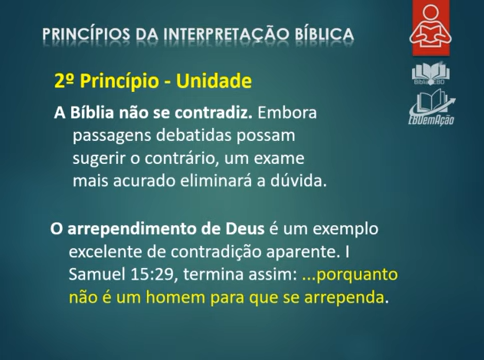 PRINCÍPIOS DA INTERPRETAÇÃO BÍBLICA
2º Princípio - Unidade
A Bíblia não se contradiz. Embora
passagens debatidas possam
sugerir o contrário, um exame
mais acurado eliminará a dúvida.
O arrependimento de Deus é um exemplo
excelente de contradição aparente. I
Samuel 15:29, termina assim: ...porquanto
não é um homem para que se arrependa.
EBDemAção